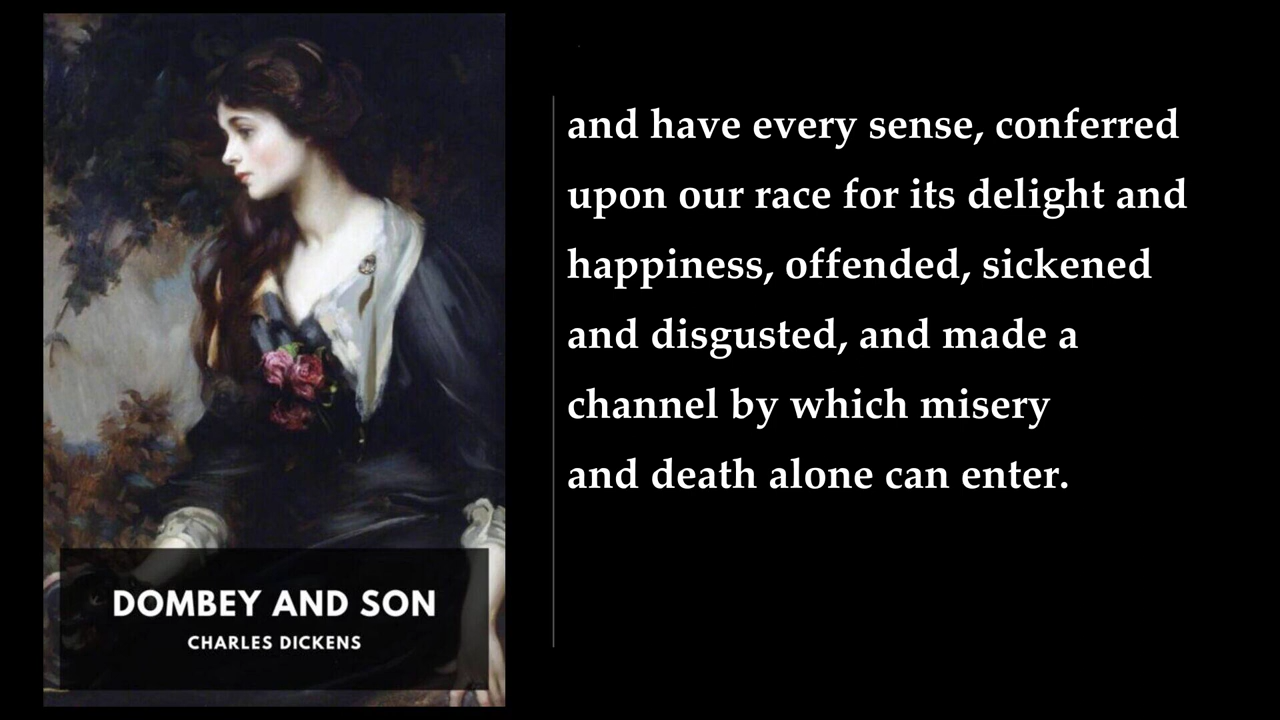 DOMBEY AND SON
CHARLES DICKENS
and have every sense, conferred
upon our race for its delight and
happiness, offended, sickened
and disgusted, and made a
channel by which misery
and death alone can enter.